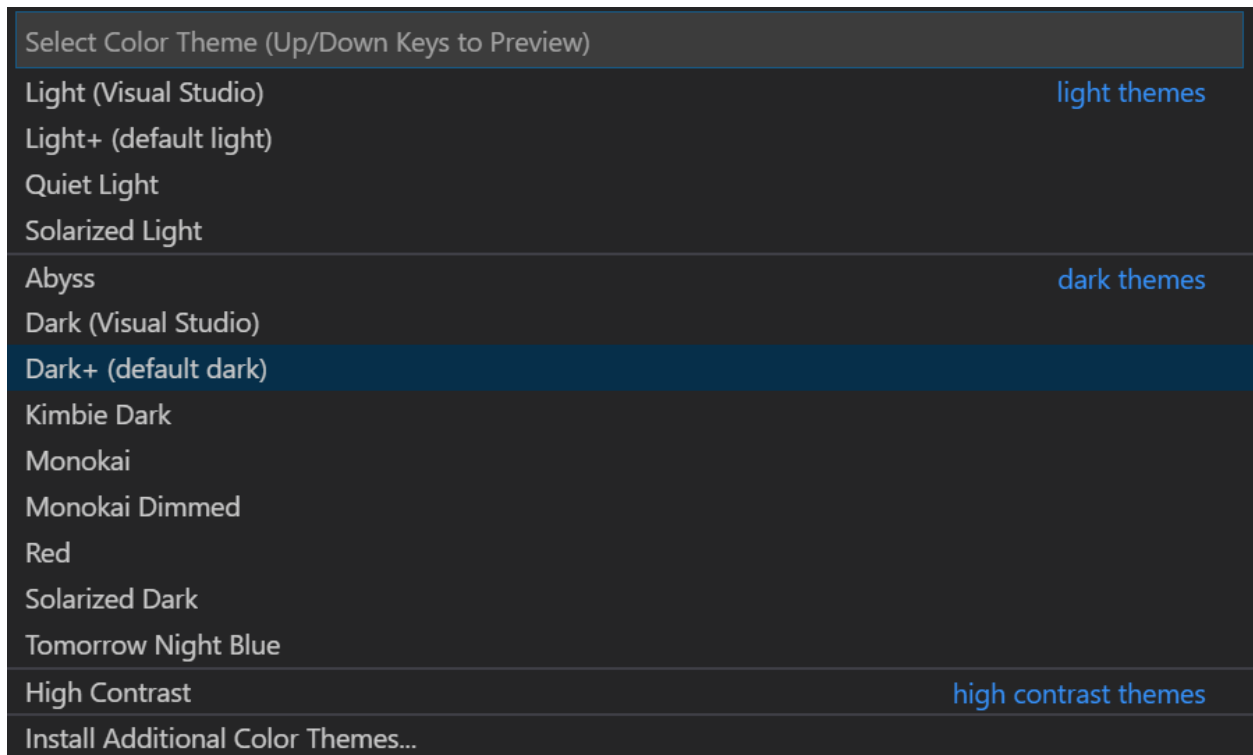 Select Color Theme (Up/Down Keys to Preview)
Light (Visual Studio) light themes
Light+ (default light)
Quiet Light
Solarized Light
Abyss dark themes
Dark (Visual Studio)
Dark+ (default dark)
Kimbie Dark
Monokai
Monokai Dimmed
Red
Solarized Dark
Tomorrow Night Blue
High Contrast high contrast themes
Install Additional Color Themes...